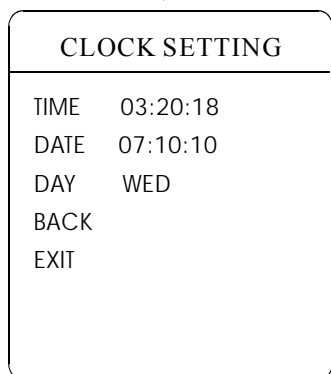 CLOCK SETTING
TIME 03:20:18
DATE 07:10:10
DAY WED
BACK
EXIT